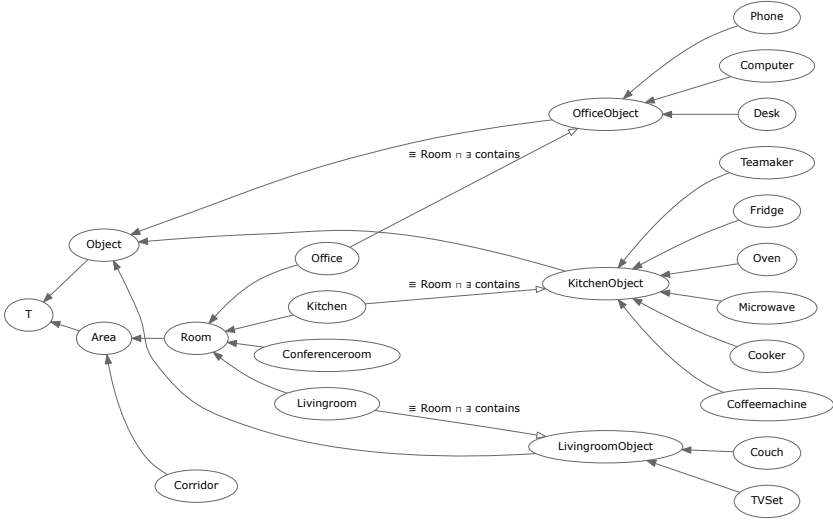 Phone
Computer
OfficeObject
Desk
≡ Room ⊓ ∃ contains
Teamaker
Fridge
Object
Office
Oven
≡ Room ⊓ ∃ contains
KitchenObject
Kitchen
Microwave
T
Area
Room
Conferenceroom
Cooker
Livingroom
≡ Room ⊓ ∃ contains
Coffeemachine
LivingroomObject
Couch
Corridor
TVSet